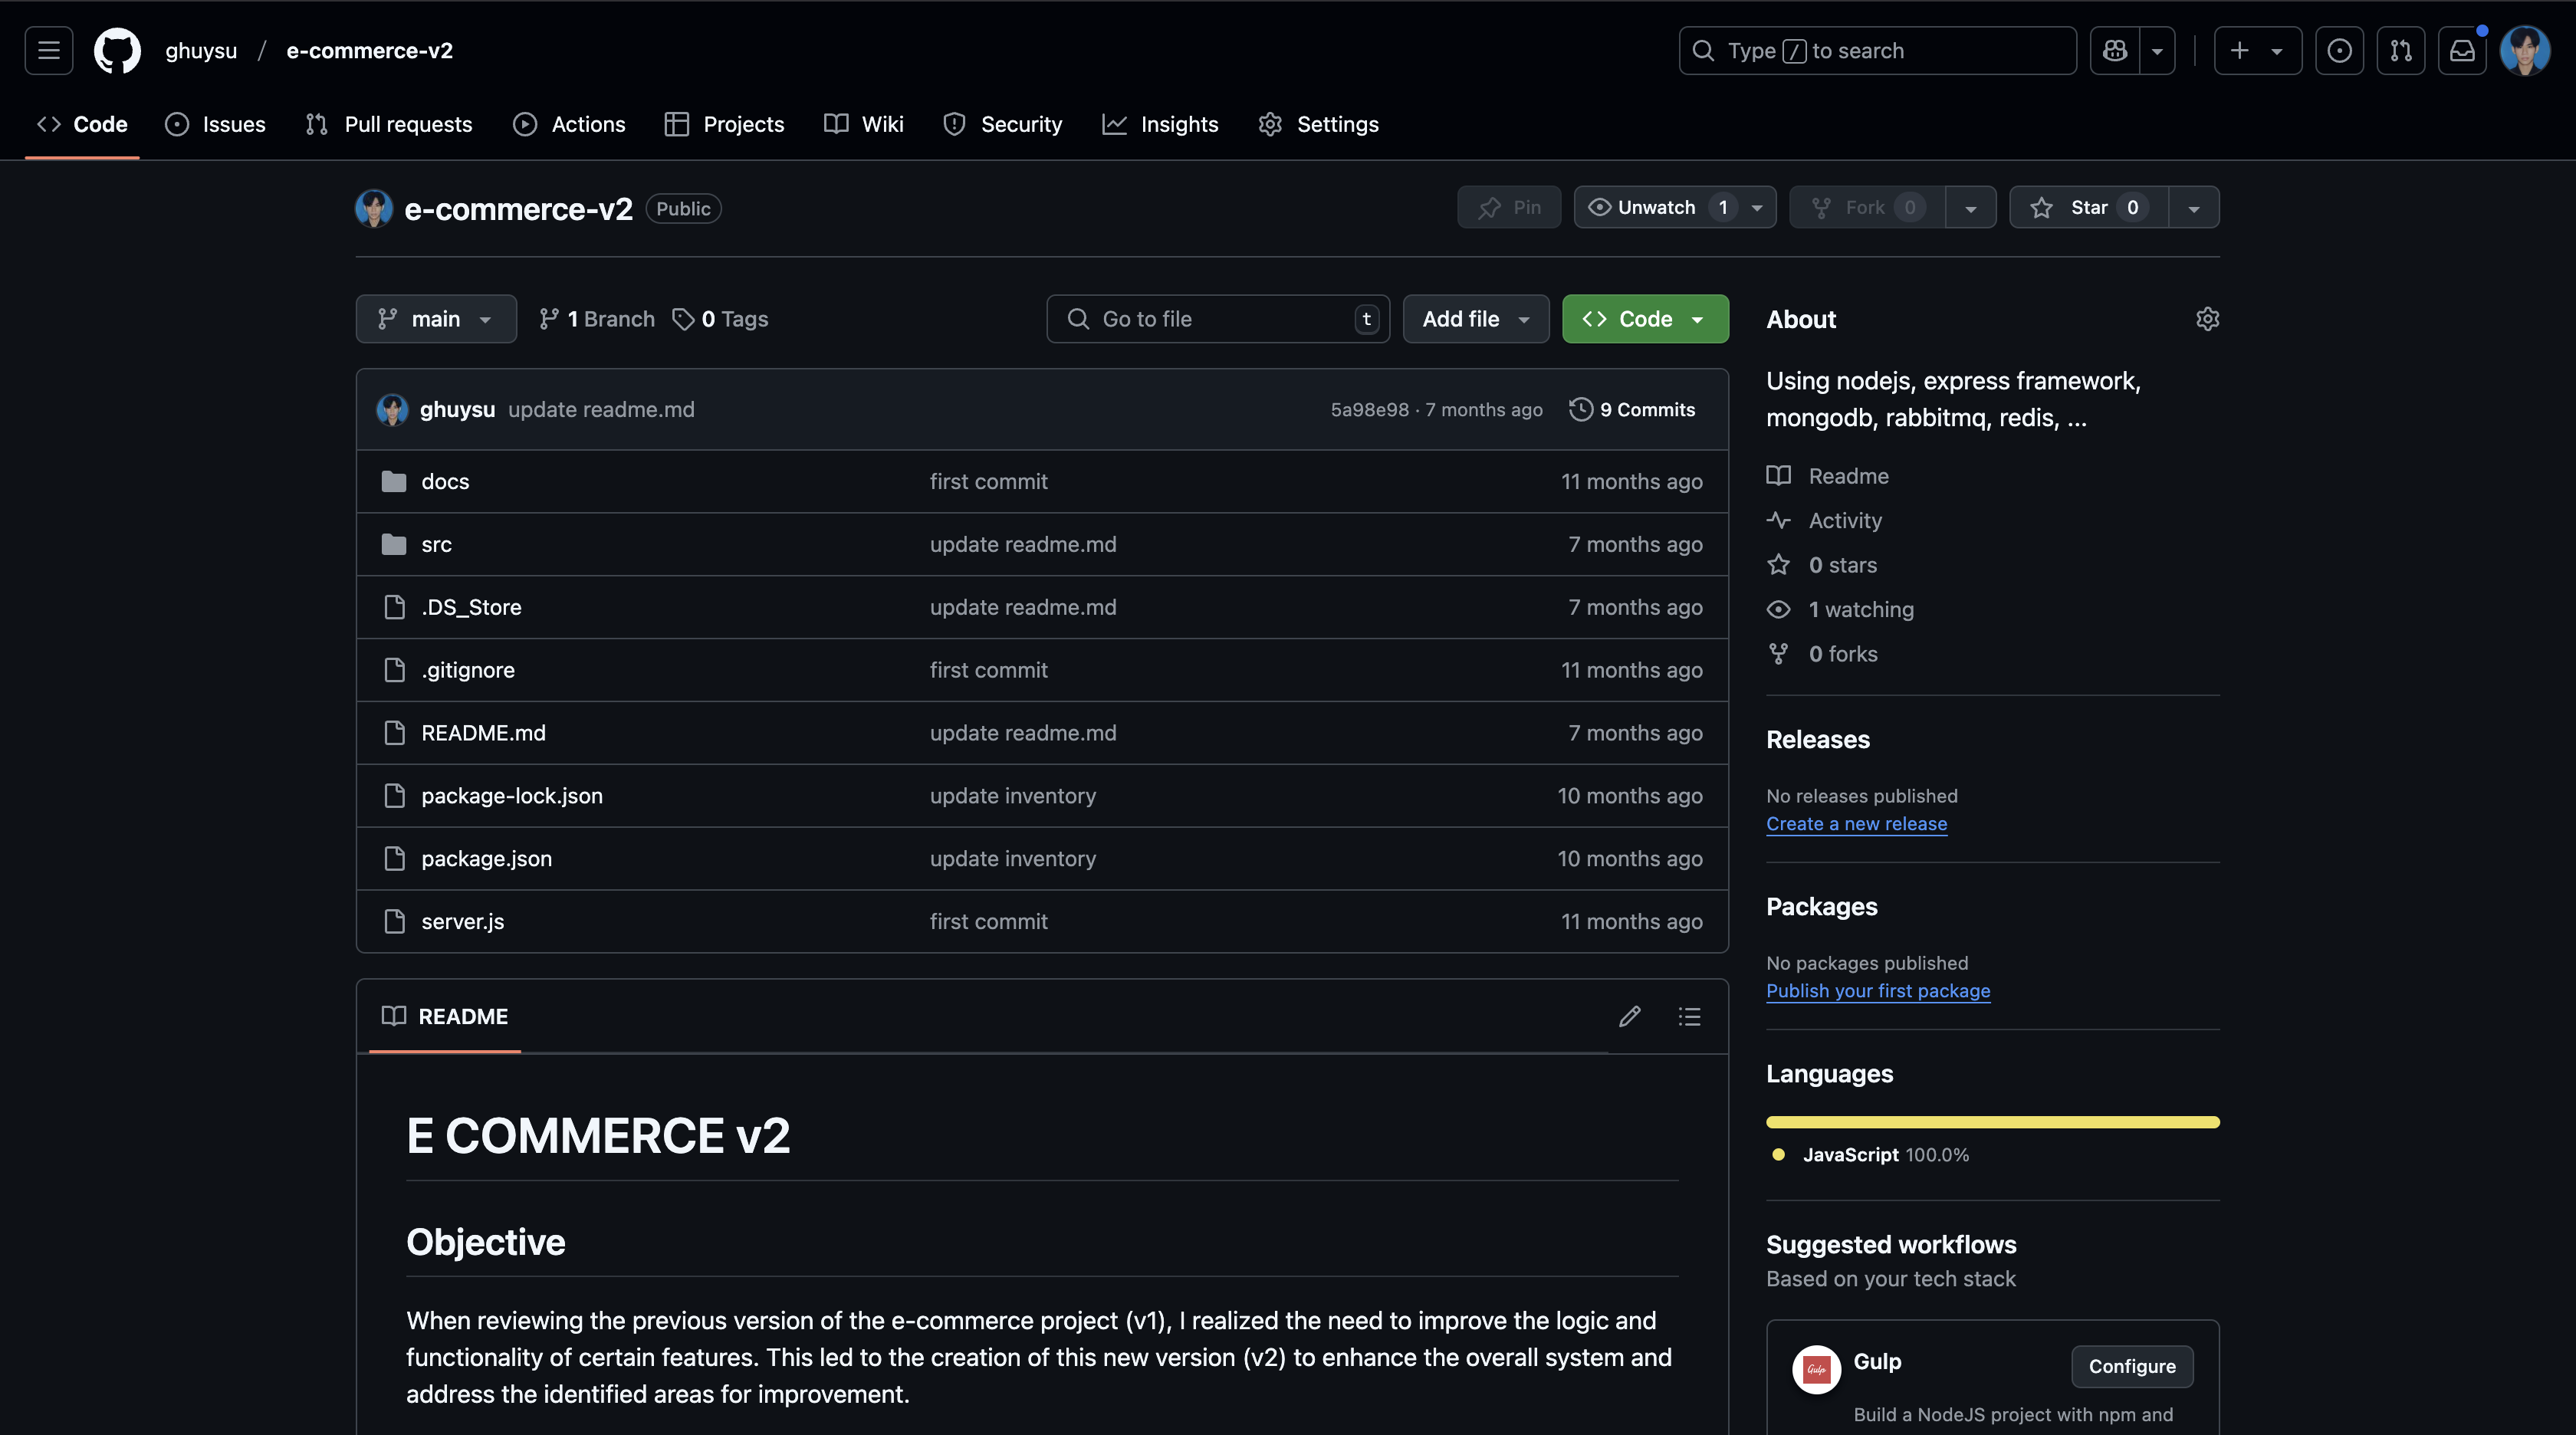 ghuysu / e-commerce-v2
Type / to search
Code Issues Pull requests Actions Projects Wiki Security Insights Settings
e-commerce-v2 Public
Pin Unwatch 1 Fork 0 Star 0
main 1 Branch 0 Tags Go to file t Add file Code
ghuysu update readme.md 5a98e98 · 7 months ago 9 Commits
docs first commit 11 months ago
src update readme.md 7 months ago
.DS_Store update readme.md 7 months ago
.gitignore first commit 11 months ago
README.md update readme.md 7 months ago
package-lock.json update inventory 10 months ago
package.json update inventory 10 months ago
server.js first commit 11 months ago
README
E COMMERCE v2
Objective
When reviewing the previous version of the e-commerce project (v1), I realized the need to improve the logic and
functionality of certain features. This led to the creation of this new version (v2) to enhance the overall system and
address the identified areas for improvement.
About
Using nodejs, express framework,
mongodb, rabbitmq, redis, ...
Readme
Activity
0 stars
1 watching
0 forks
Releases
No releases published
Create a new release
Packages
No packages published
Publish your first package
Languages
JavaScript 100.0%
Suggested workflows
Based on your tech stack
Gulp
Gulp Configure
Build a NodeJS project with npm and